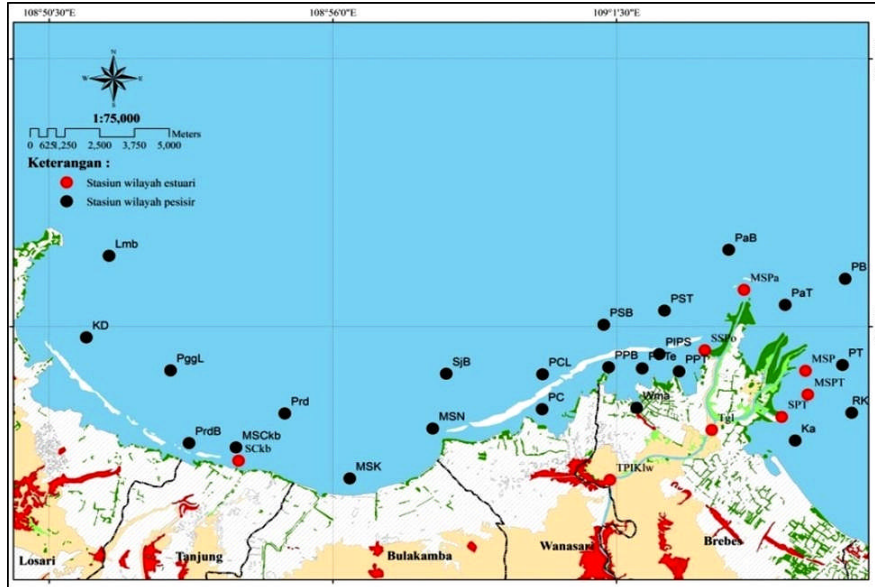 108°50'30"E 108°56'0"E 109°1'30"E
N
W E
S
1:75,000
Meters
0 625 1,250 2,500 3,750 5,000
Keterangan :
Stasiun wilayah estuari
Stasiun wilayah pesisir
Lmb
PaB
PB
MSPa
PaT
PST
PSB
KD
SSPo
PIPS
PggL
SjB
PCL
PPB
PPT
MSP
PT
MSPT
Prd
PC
Wma
SPT
RK
MSN
Tgl
Ka
PrdB
MSCkb
SCkb
MSK
TPIKlw
Losari
Tanjung
Bulakamba
Wanasari
Brebes